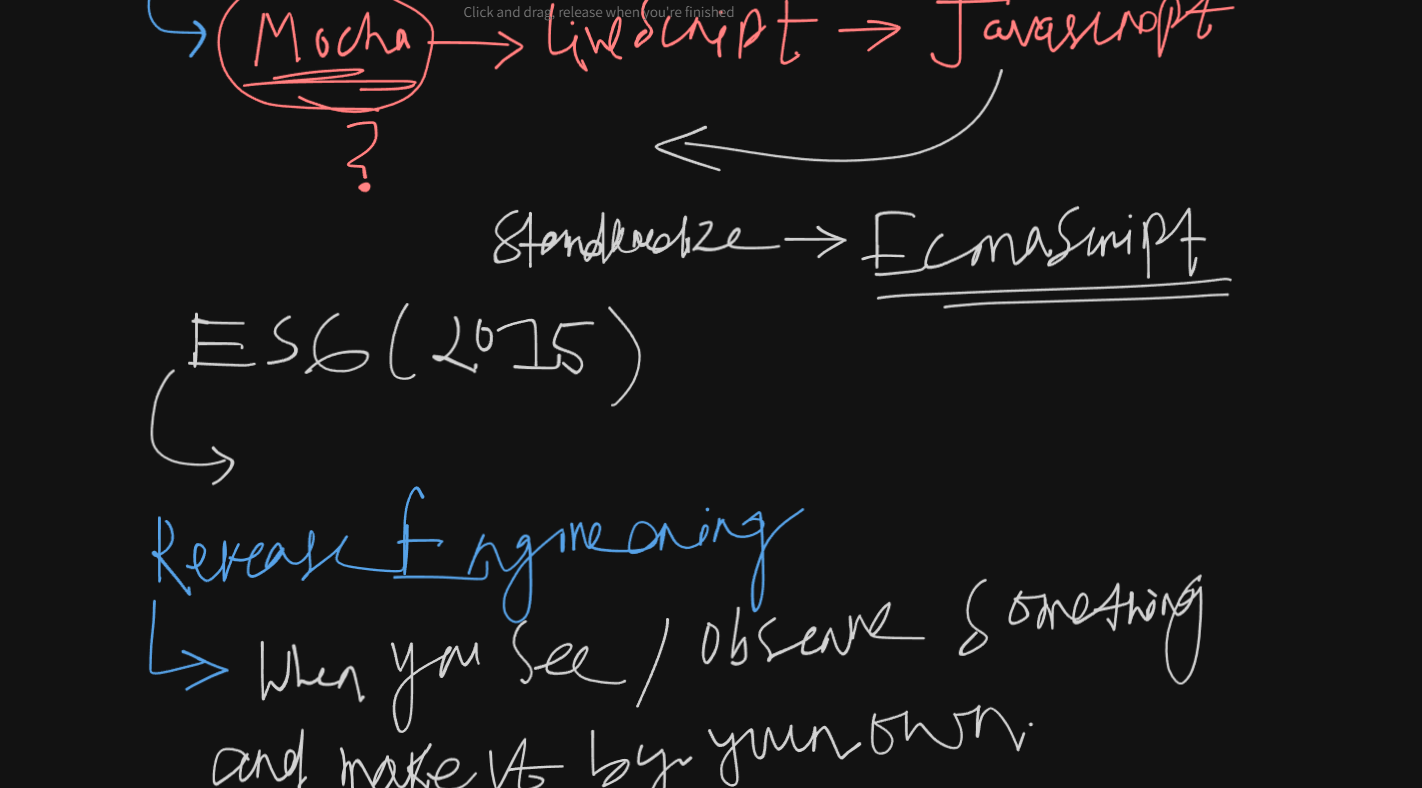 Click and drag, release when you're finished
Mocha → LiveScript → Javascript
?
Standerdize → EcmaScript
ES6 (2015)
Reverse Engineering
When you see / observe something
and make it by your own.